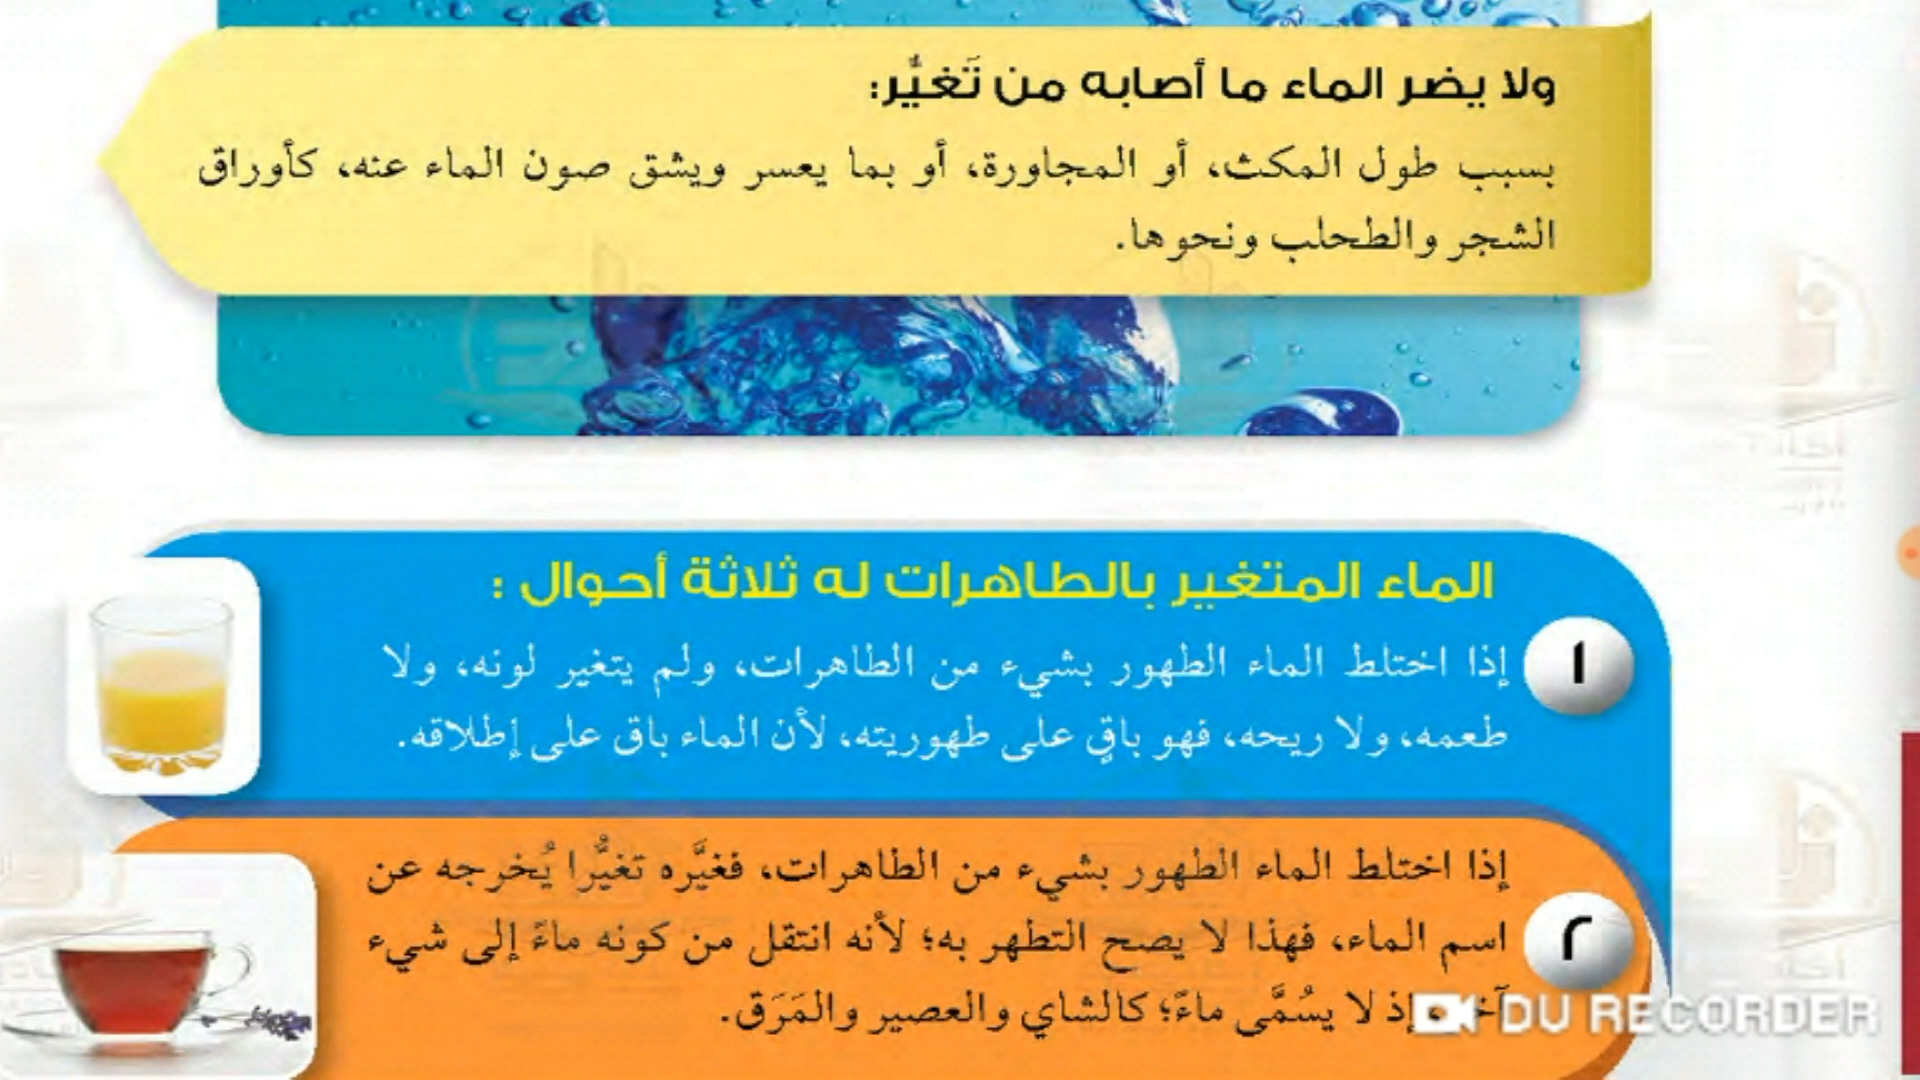 ولا يضر الماء ما أصابه من تَغيُّر:
بسبب طول المكث، أو المجاورة، أو بما يعسر ويشق صون الماء عنه، كأوراق
الشجر والطحلب ونحوها.
الماء المتغير بالطاهرات له ثلاثة أحوال :
١
إذا اختلط الماء الطهور بشيء من الطاهرات، ولم يتغير لونه، ولا
طعمه، ولا ريحه، فهو باقٍ على طهوريته، لأن الماء باق على إطلاقه.
٢
إذا اختلط الماء الطهور بشيء من الطاهرات، فغيَّره تغيُّرا يُخرجه عن
اسم الماء، فهذا لا يصح التطهر به؛ لأنه انتقل من كونه ماءً إلى شيء
إذ لا يسُمَّى ماءً؛ كالشاي والعصير والمَرَق.
DU RECORDER